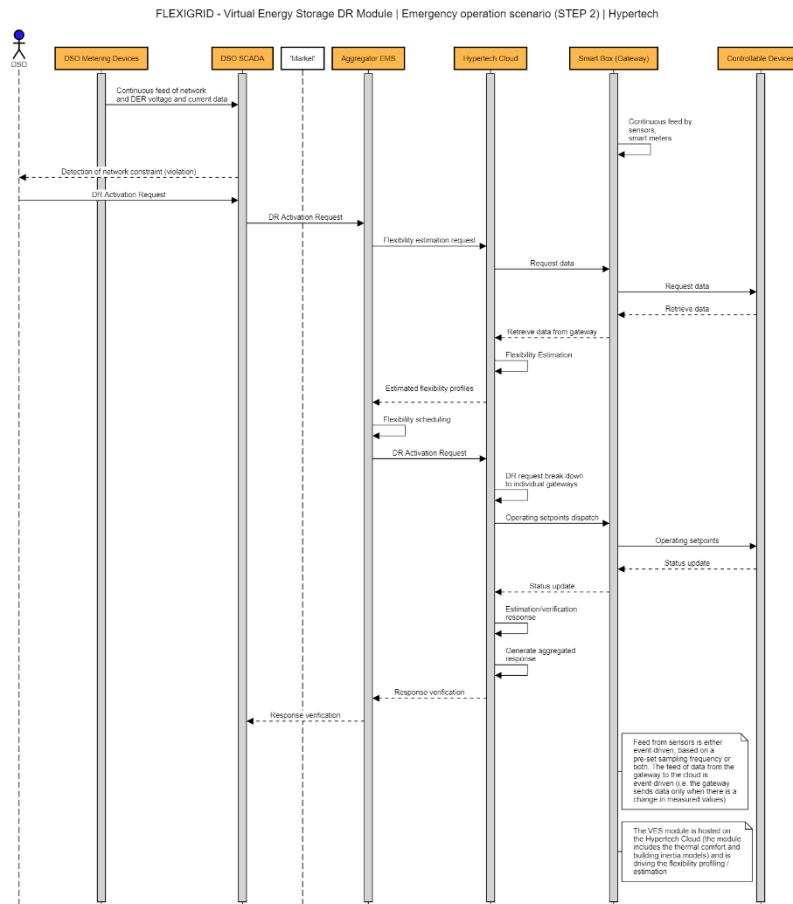 FLEXIGRID - Virtual Energy Storage DR Module | Emergency operation scenario (STEP 2) | Hypertech
DSO
DSO Metering Devices
DSO SCADA
'Market'
Aggregator EMS
Hypertech Cloud
Smart Box (Gateway)
Controllable Devices
Continuous feed of network
and DER voltage and current data
Continuous feed by
sensors,
smart meters
Detection of network constraint (violation)
DR Activation Request
DR Activation Request
Flexibility estimation request
Request data
Request data
Retrieve data
Retreive data from gateway
Flexibility Estimation
Estimated flexibility profiles
Flexibility scheduling
DR Activation Request
DR request break down
to individual gateways
Operating setpoints dispatch
Operating setpoints
Status update
Status update
Estimation/verification
response
Generate aggregated
response
Response verification
Response verification
Feed from sensors is either
event-driven, based on a
pre-set sampling frequency or
both. The feed of data from the
gateway to the cloud is
event-driven (i.e. the gateway
sends data only when there is a
change in measured values)
The VES module is hosted on
the Hypertech Cloud (the module
includes the thermal comfort and
building inertia models) and is
driving the flexibility profiling /
estimation